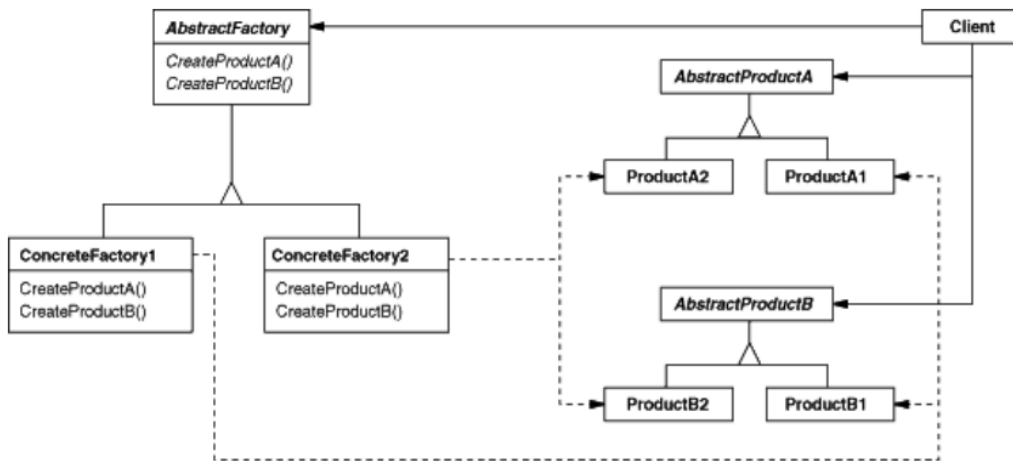 AbstractFactory
CreateProductA()
CreateProductB()
Client
AbstractProductA
ProductA2
ProductA1
ConcreteFactory1
CreateProductA()
CreateProductB()
ConcreteFactory2
CreateProductA()
CreateProductB()
AbstractProductB
ProductB2
ProductB1